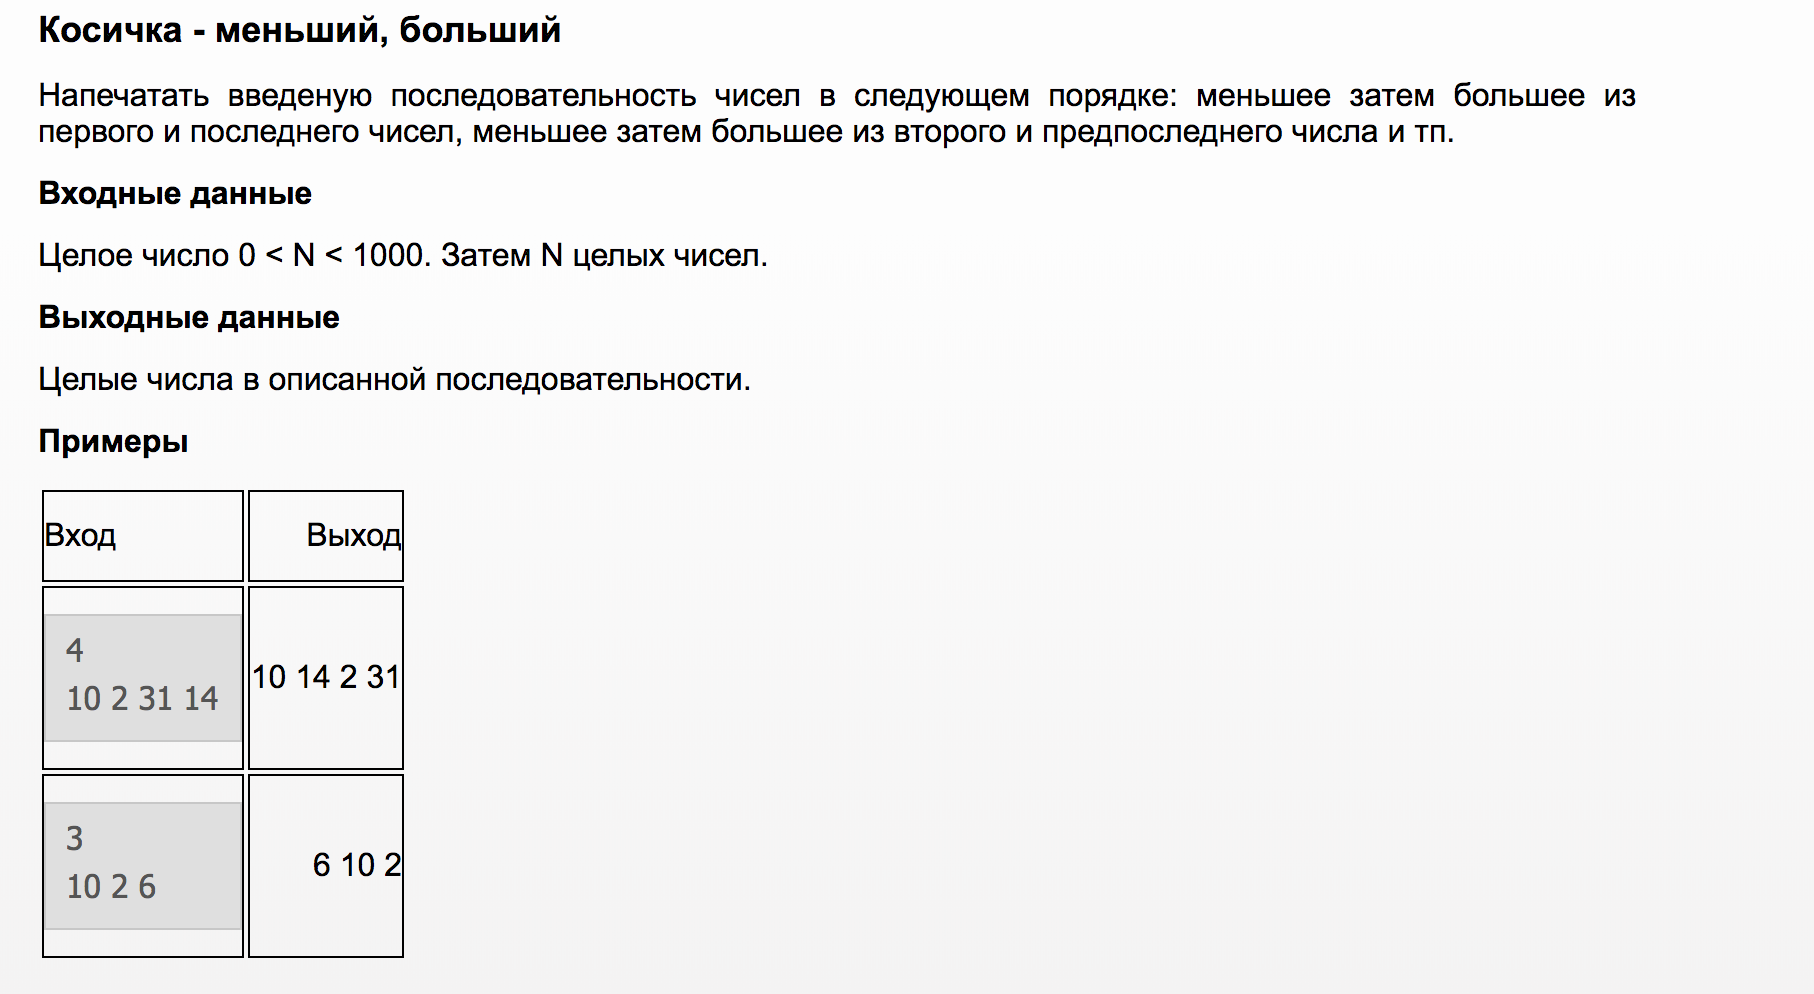 Косичка - меньший, больший
Напечатать введеную последовательность чисел в следующем порядке: меньшее затем большее из
первого и последнего чисел, меньшее затем большее из второго и предпоследнего числа и тп.
Входные данные
Целое число 0 < N < 1000. Затем N целых чисел.
Выходные данные
Целые числа в описанной последовательности.
Примеры
Вход Выход
4
10 2 31 14
10 14 2 31
3
10 2 6
6 10 2